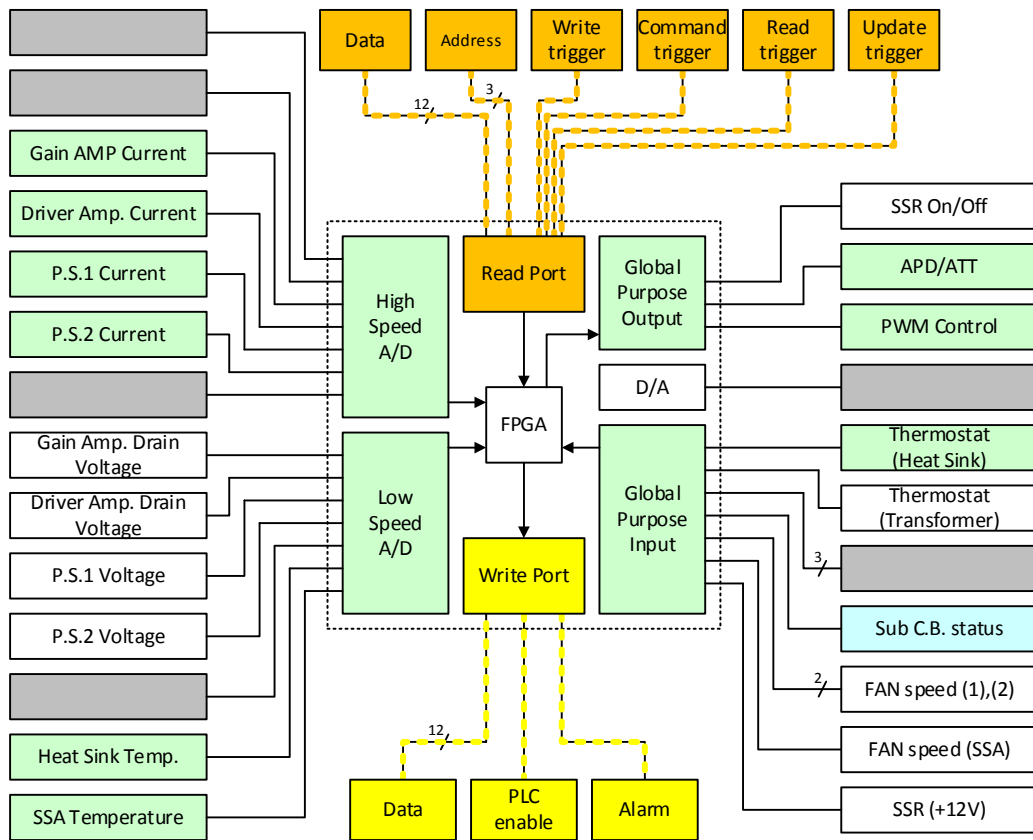 Data
Address
Write
trigger
Command
trigger
Read
trigger
Update
trigger
12
3
Gain AMP Current
Driver Amp. Current
P.S.1 Current
P.S.2 Current
Gain Amp. Drain
Voltage
Driver Amp. Drain
Voltage
P.S.1 Voltage
P.S.2 Voltage
Heat Sink Temp.
SSA Temperature
High
Speed
A/D
Low
Speed
A/D
Read Port
FPGA
Write Port
Global
Purpose
Output
D/A
Global
Purpose
Input
SSR On/Off
APD/ATT
PWM Control
Thermostat
(Heat Sink)
Thermostat
(Transformer)
3
Sub C.B. status
2
FAN speed (1),(2)
FAN speed (SSA)
SSR (+12V)
12
Data
PLC
enable
Alarm